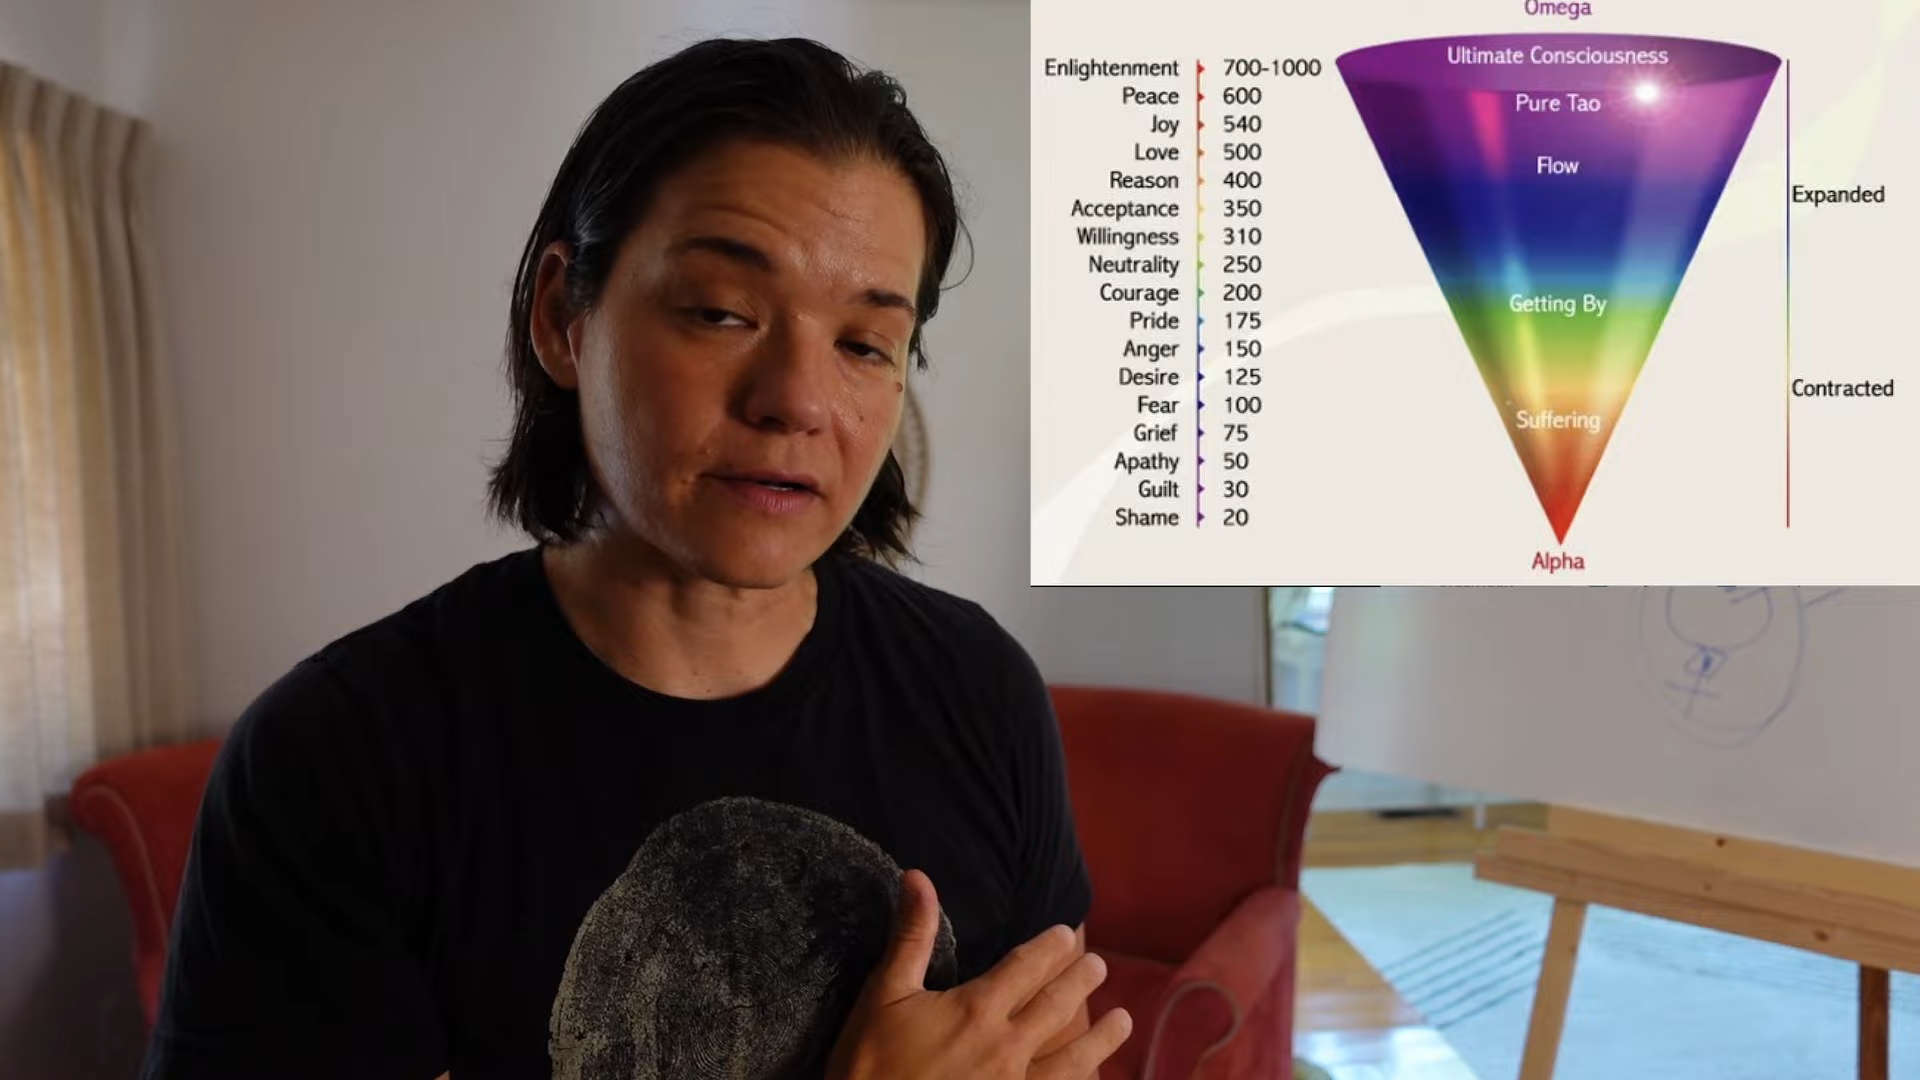 Omega
Enlightenment 700-1000
Peace 600
Joy 540
Love 500
Reason 400
Acceptance 350
Willingness 310
Neutrality 250
Courage 200
Pride 175
Anger 150
Desire 125
Fear 100
Grief 75
Apathy 50
Guilt 30
Shame 20
Ultimate Consciousness
Pure Tao
Flow
Getting By
Suffering
Alpha
Expanded
Contracted